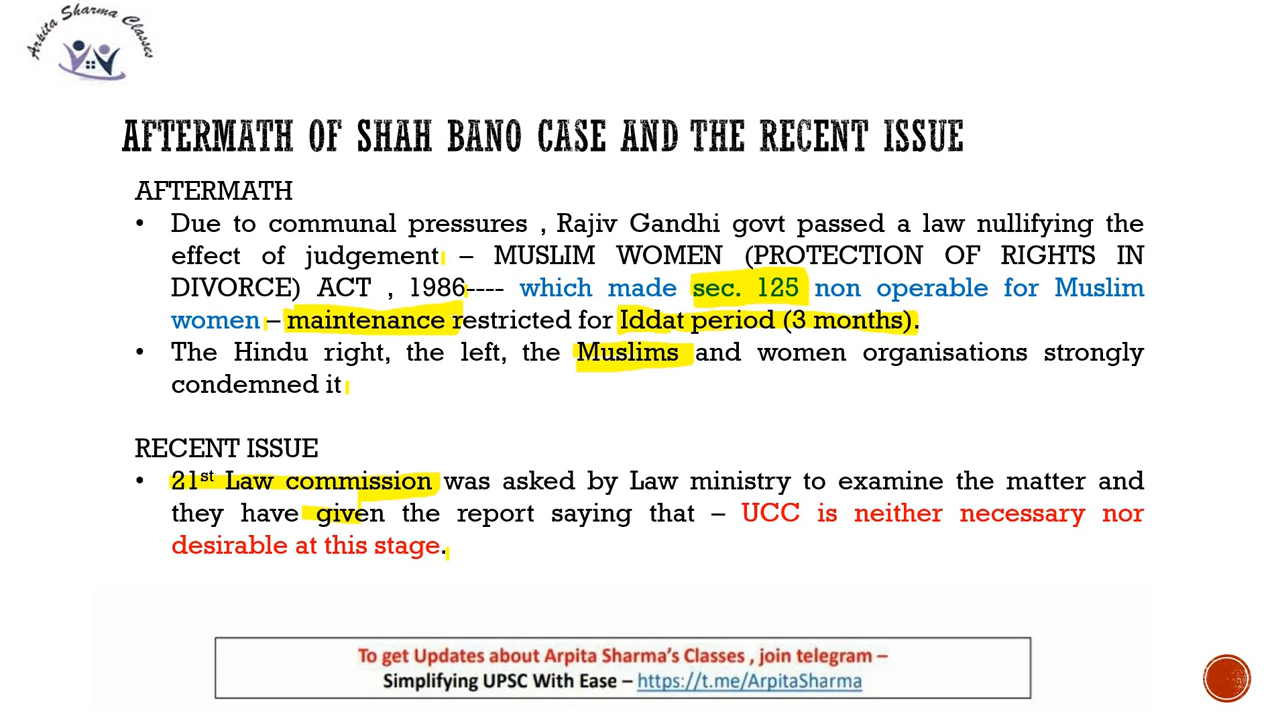 Arpita Sharma Classes
AFTERMATH OF SHAH BANO CASE AND THE RECENT ISSUE
AFTERMATH
• Due to communal pressures , Rajiv Gandhi govt passed a law nullifying the
effect of judgement – MUSLIM WOMEN (PROTECTION OF RIGHTS IN
DIVORCE) ACT , 1986---- which made sec. 125 non operable for Muslim
women – maintenance restricted for Iddat period (3 months).
• The Hindu right, the left, the Muslims and women organisations strongly
condemned it
RECENT ISSUE
• 21st Law commission was asked by Law ministry to examine the matter and
they have given the report saying that – UCC is neither necessary nor
desirable at this stage.
To get Updates about Arpita Sharma's Classes , join telegram –
Simplifying UPSC With Ease – https://t.me/ArpitaSharma